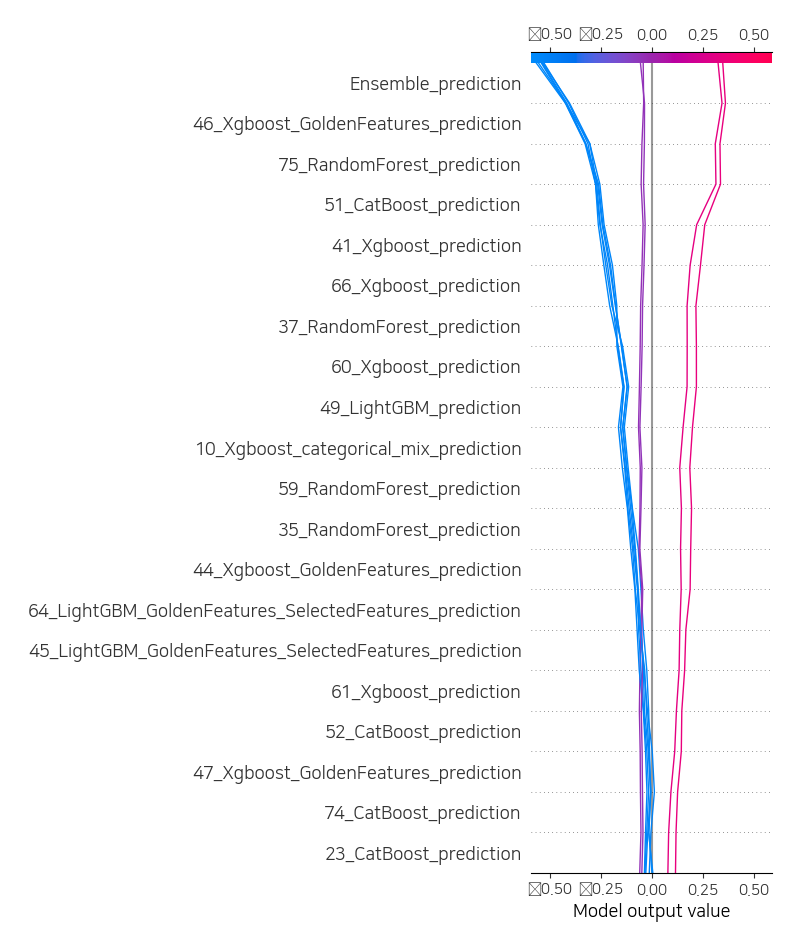 0.50 0.25 0.00 0.25 0.50
Ensemble_prediction
46_Xgboost_GoldenFeatures_prediction
75_RandomForest_prediction
51_CatBoost_prediction
41_Xgboost_prediction
66_Xgboost_prediction
37_RandomForest_prediction
60_Xgboost_prediction
49_LightGBM_prediction
10_Xgboost_categorical_mix_prediction
59_RandomForest_prediction
35_RandomForest_prediction
44_Xgboost_GoldenFeatures_prediction
64_LightGBM_GoldenFeatures_SelectedFeatures_prediction
45_LightGBM_GoldenFeatures_SelectedFeatures_prediction
61_Xgboost_prediction
52_CatBoost_prediction
47_Xgboost_GoldenFeatures_prediction
74_CatBoost_prediction
23_CatBoost_prediction
0.50 0.25 0.00 0.25 0.50
Model output value